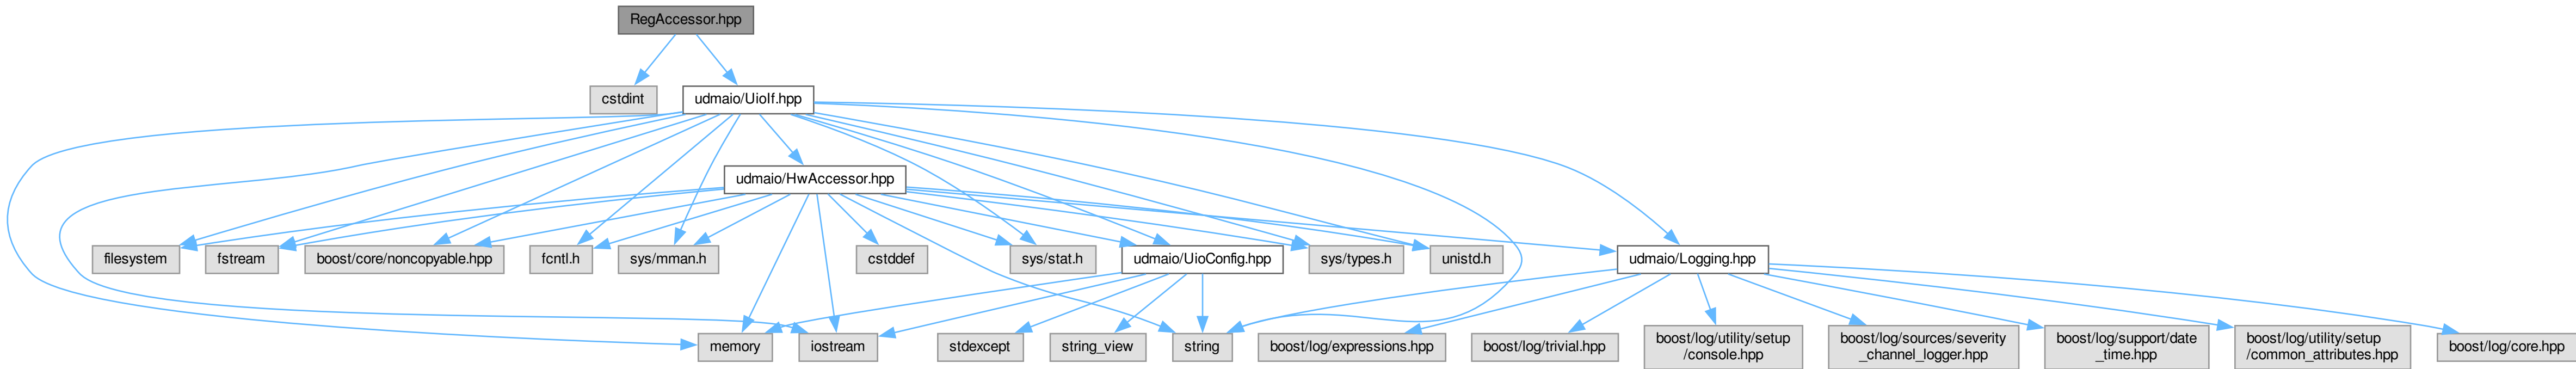 RegAccessor.hpp
cstdint
udmaio/UioIf.hpp
udmaio/HwAccessor.hpp
filesystem
fstream
boost/core/noncopyable.hpp
fcntl.h
sys/mman.h
cstddef
sys/stat.h
udmaio/UioConfig.hpp
sys/types.h
unistd.h
udmaio/Logging.hpp
memory
iostream
stdexcept
string_view
string
boost/log/expressions.hpp
boost/log/trivial.hpp
boost/log/utility/setup
/console.hpp
boost/log/sources/severity
_channel_logger.hpp
boost/log/support/date
_time.hpp
boost/log/utility/setup
/common_attributes.hpp
boost/log/core.hpp